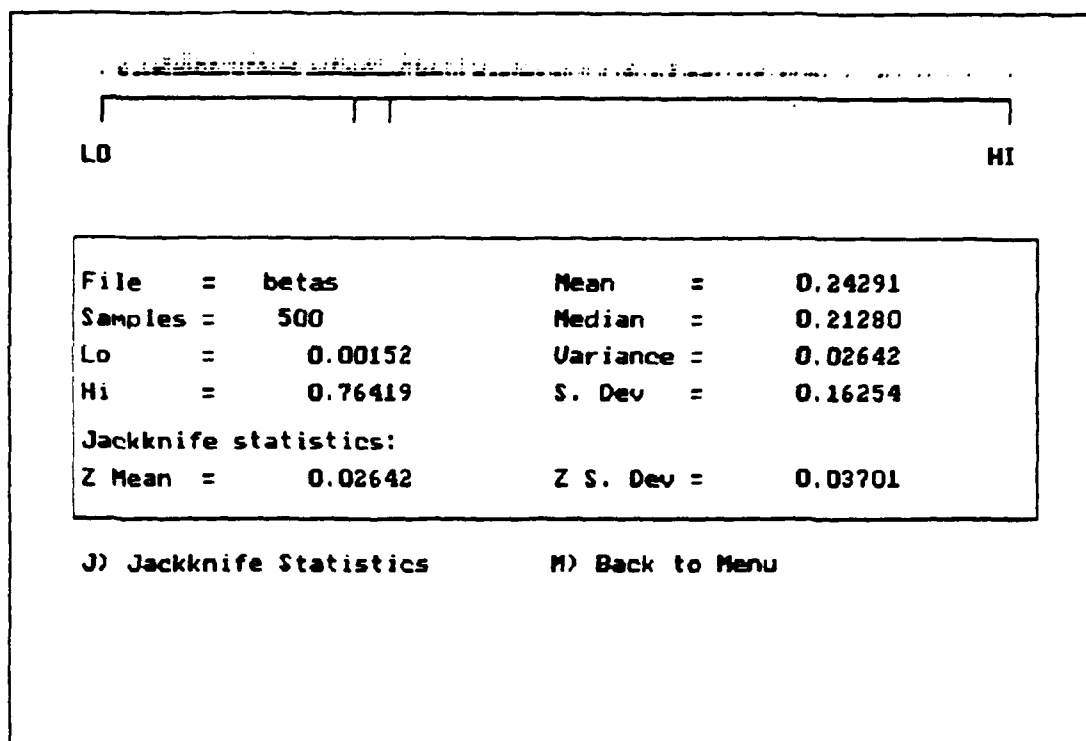 LO HI
File = betas Mean = 0.24291
Samples = 500 Median = 0.21280
Lo = 0.00152 Variance = 0.02642
Hi = 0.76419 S. Dev = 0.16254
Jackknife statistics:
Z Mean = 0.02642 Z S. Dev = 0.03701
J) Jackknife Statistics M) Back to Menu